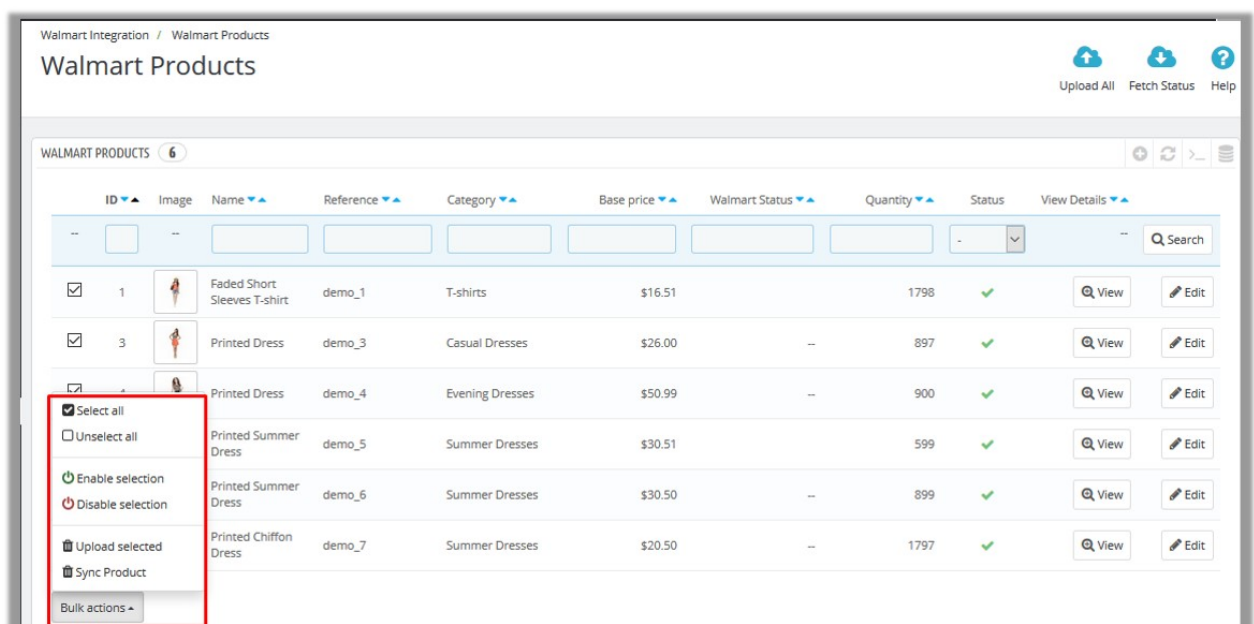 Walmart Integration / Walmart Products
Walmart Products
Upload All Fetch Status Help
WALMART PRODUCTS 6
ID Image Name Reference Category Base price Walmart Status Quantity Status View Details
-- -- - -- Search
Faded Short
1 demo_1 T-shirts $16.51 1798 View Edit
Sleeves T-shirt
3 Printed Dress demo_3 Casual Dresses $26.00 -- 897 View Edit
Printed Dress demo_4 Evening Dresses $50.99 -- 900 View Edit
Select all
Unselect all
Printed Summer
Dress demo_5 Summer Dresses $30.51 599 View Edit
Enable selection
Disable selection
Printed Summer
Dress demo_6 Summer Dresses $30.50 -- 899 View Edit
Upload selected
Sync Product
Printed Chiffon
Dress demo_7 Summer Dresses $20.50 -- 1797 View Edit
Bulk actions